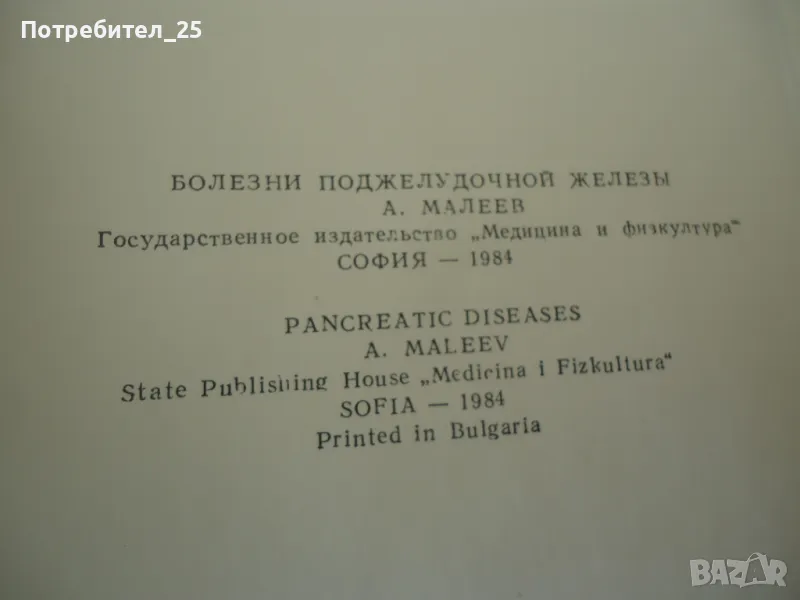 Потребител_25
БОЛЕЗНИ ПОДЖЕЛУДОЧНОЙ ЖЕЛЕЗЫ
А. МАЛЕЕВ
Государственное издательство „Медицина и физкултура“
СОФИЯ — 1984
PANCREATIC DISEASES
A. MALEEV
State Publishing House „Medicina i Fizkultura“
SOFIA — 1984
Printed in Bulgaria
BAZAR